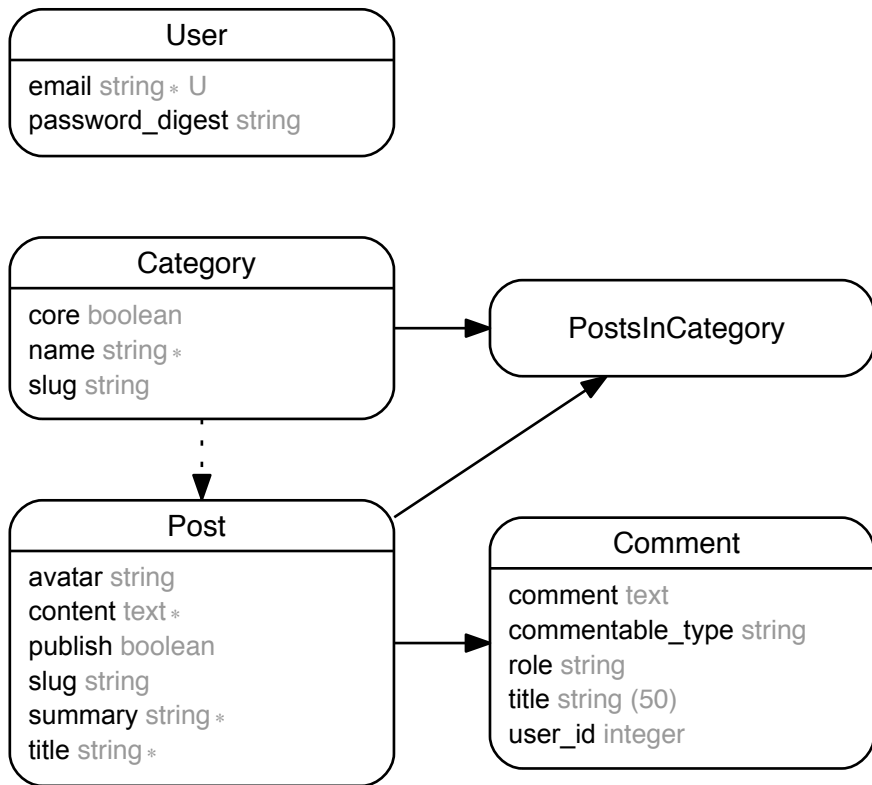 User
email string * U
password_digest string
Category
core boolean
name string *
slug string
PostsInCategory
Post
avatar string
content text *
publish boolean
slug string
summary string *
title string *
Comment
comment text
commentable_type string
role string
title string (50)
user_id integer